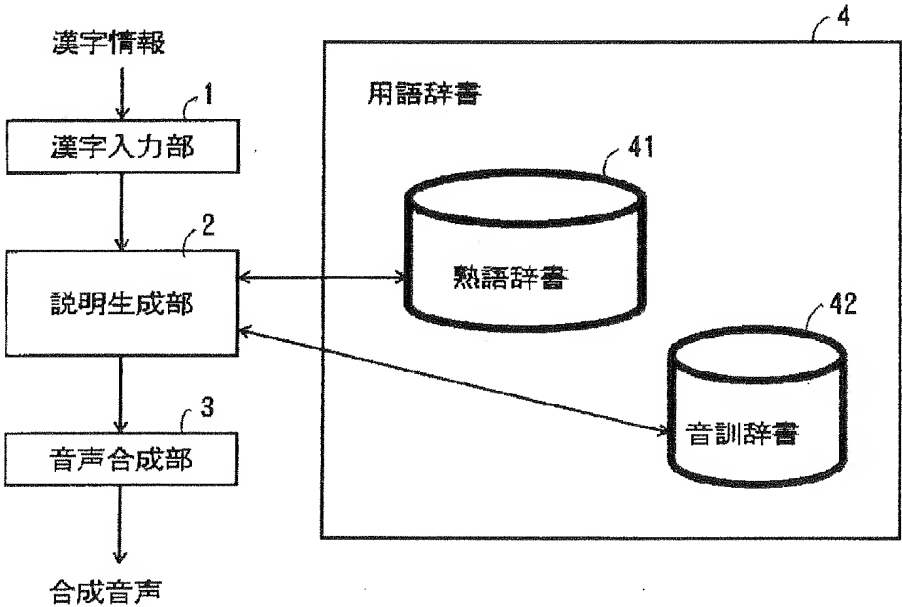 漢字情報
1
漢字入力部
2
説明生成部
3
音声合成部
合成音声
4
用語辞書
41
熟語辞書
42
音訓辞書